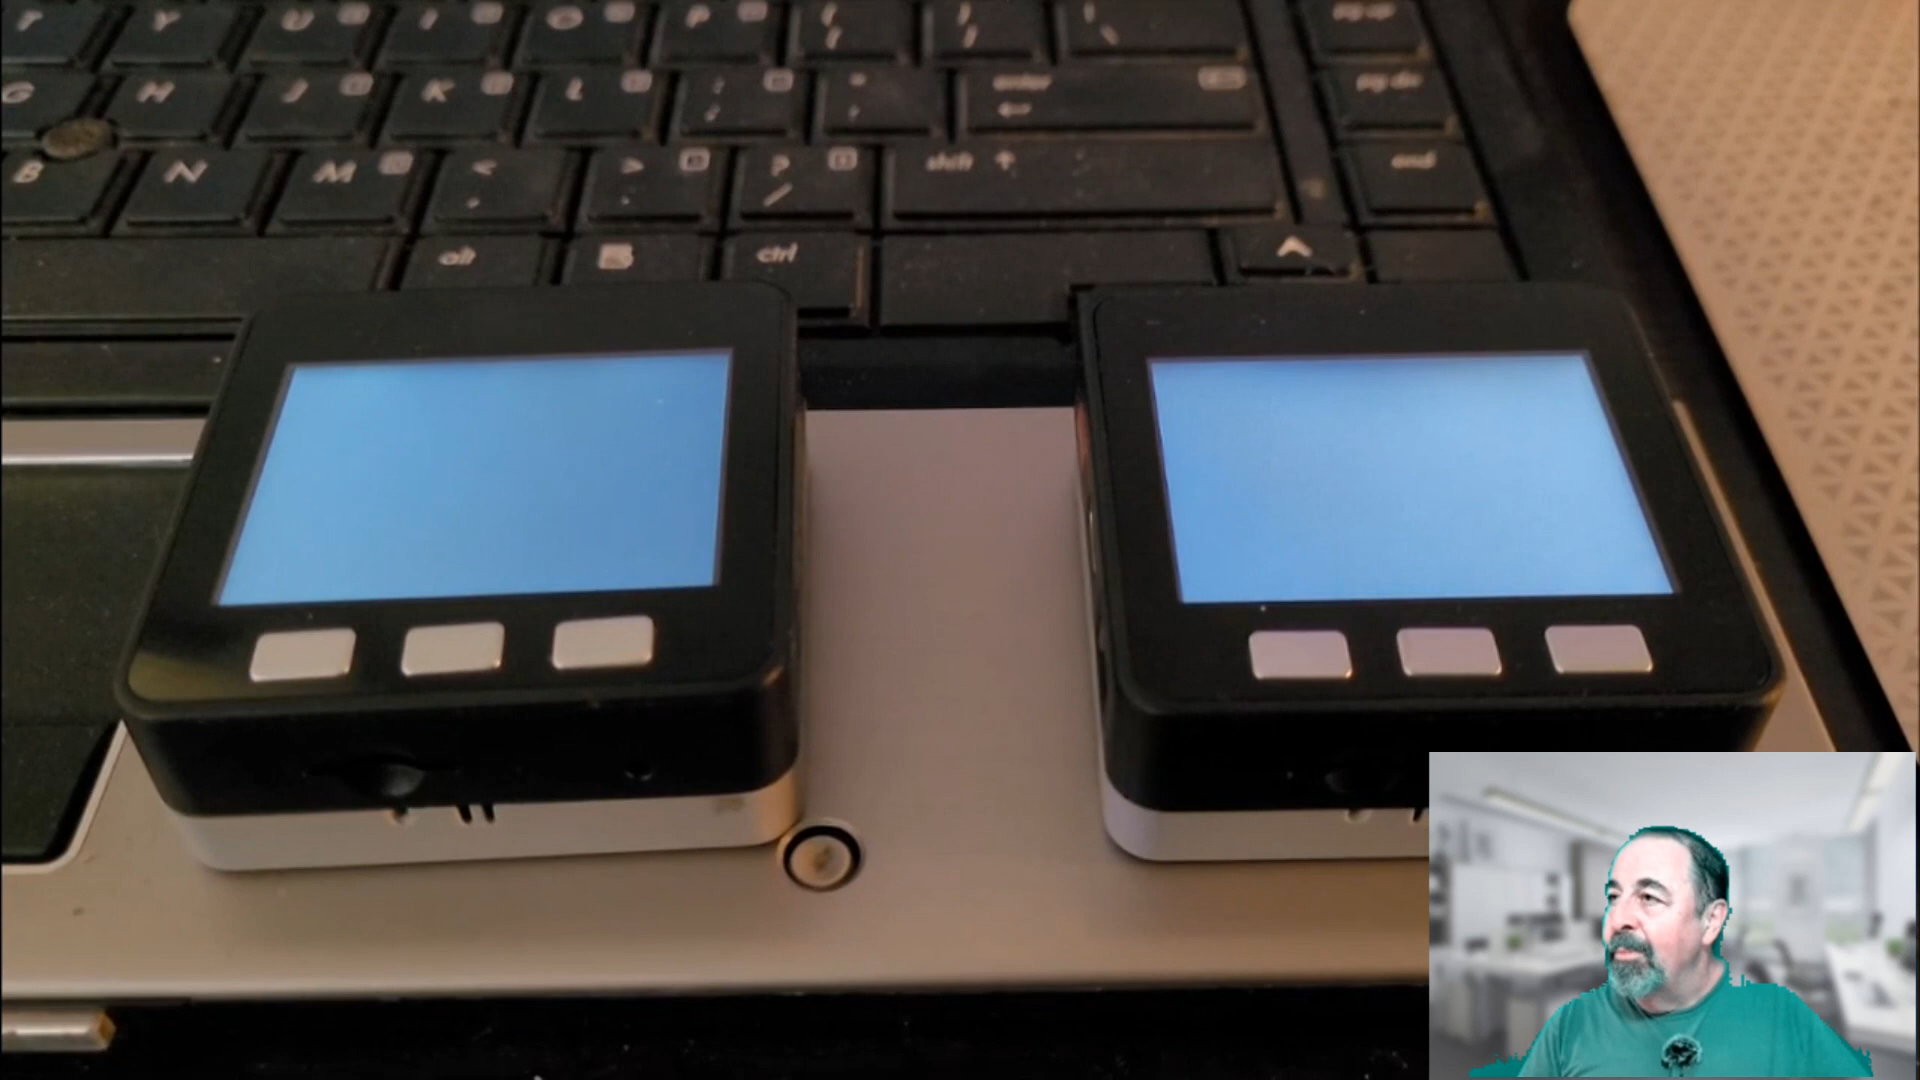 T Y U I O P { [ } ] | \
G H J K L : ; " ' enter pg up
B N M < , > . ? / shift pg dn
alt ctrl end